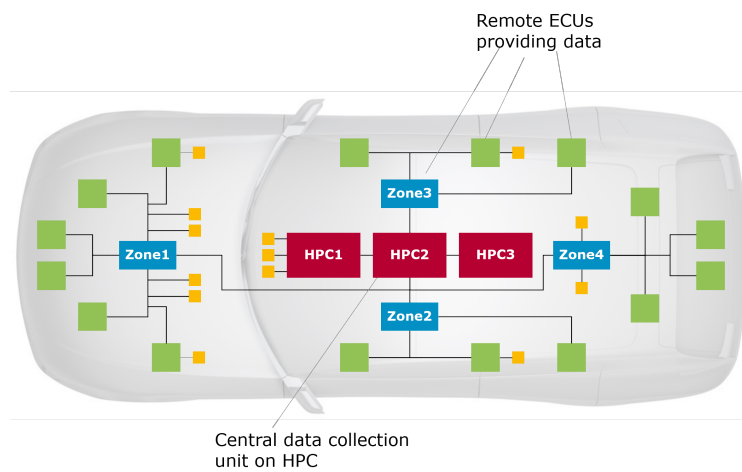 Remote ECUs
providing data
Zone3
Zone1
HPC1
HPC2
HPC3
Zone4
Zone2
Central data collection
unit on HPC